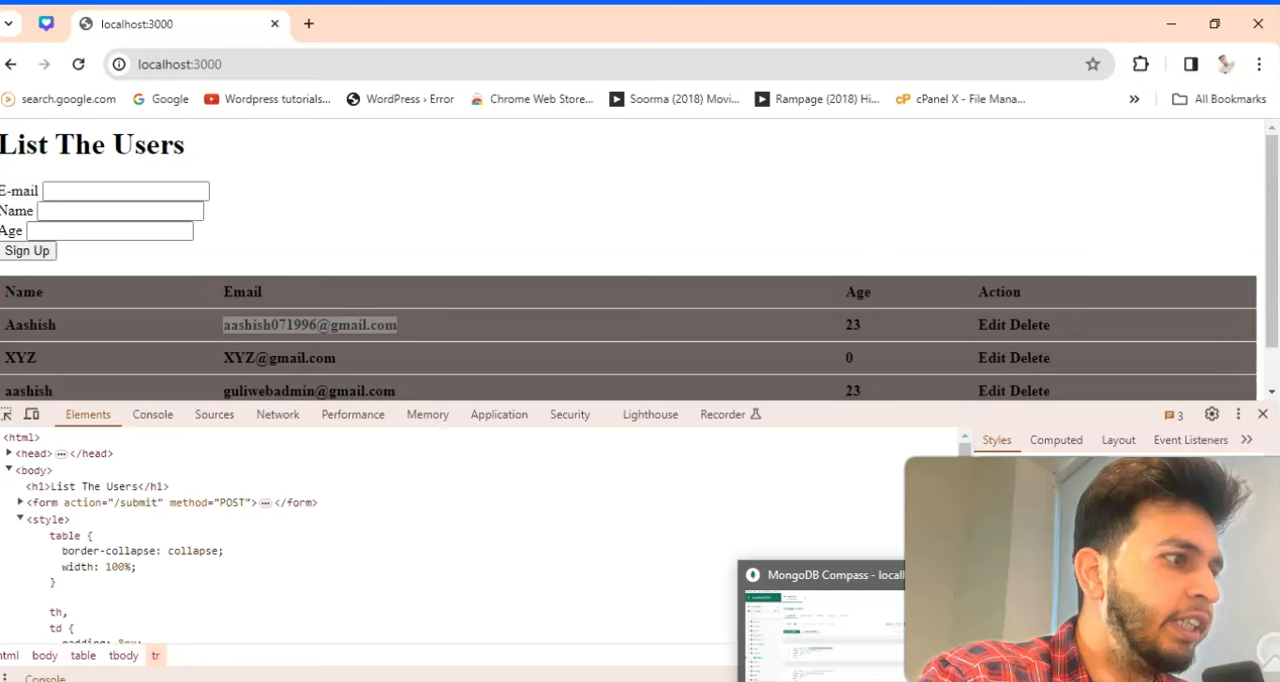 localhost:3000
localhost:3000
search.google.com Google Wordpress tutorials... WordPress › Error Chrome Web Store... Soorma (2018) Movi... Rampage (2018) Hi... cPanel X - File Mana... » All Bookmarks
List The Users
E-mail
Name
Age
Sign Up
Name Email Age Action
Aashish aashish071996@gmail.com 23 Edit Delete
XYZ XYZ@gmail.com 0 Edit Delete
aashish guliwebadmin@gmail.com 23 Edit Delete
Elements Console Sources Network Performance Memory Application Security Lighthouse Recorder 3
<html>
<head> </head>
<body>
<h1>List The Users</h1>
<form action="/submit" method="POST"> </form>
<style>
table {
border-collapse: collapse;
width: 100%;
}
th,
td {
padding: 8px;
Styles Computed Layout Event Listeners »
MongoDB Compass - locall
html body table tbody tr
Console